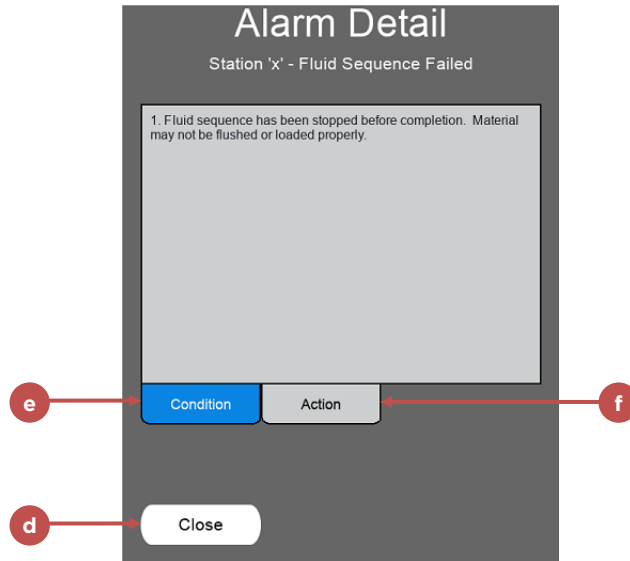 Alarm Detail
Station 'x' - Fluid Sequence Failed
1. Fluid sequence has been stopped before completion.  Material
may not be flushed or loaded properly.
e
Condition
Action
f
d
Close